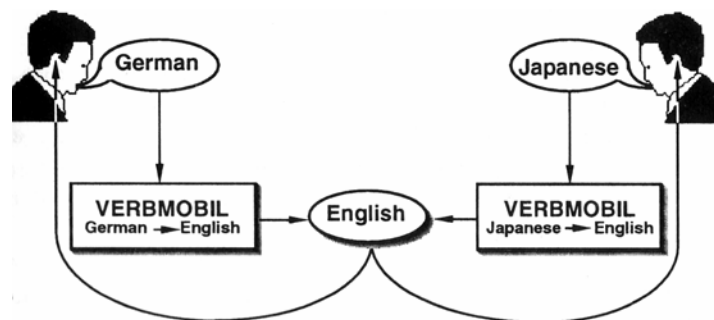 German
Japanese
VERBMOBIL
German → English
English
VERBMOBIL
Japanese → English